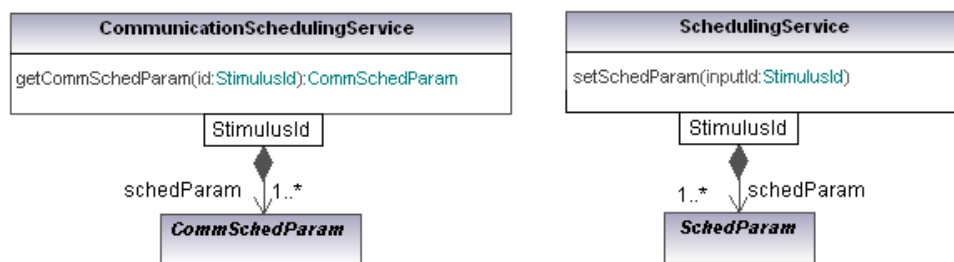 CommunicationSchedulingService
getCommSchedParam(id:StimulusId):CommSchedParam
StimulusId
schedParam 1..*
CommSchedParam
SchedulingService
setSchedParam(inputId:StimulusId)
StimulusId
1..* schedParam
SchedParam